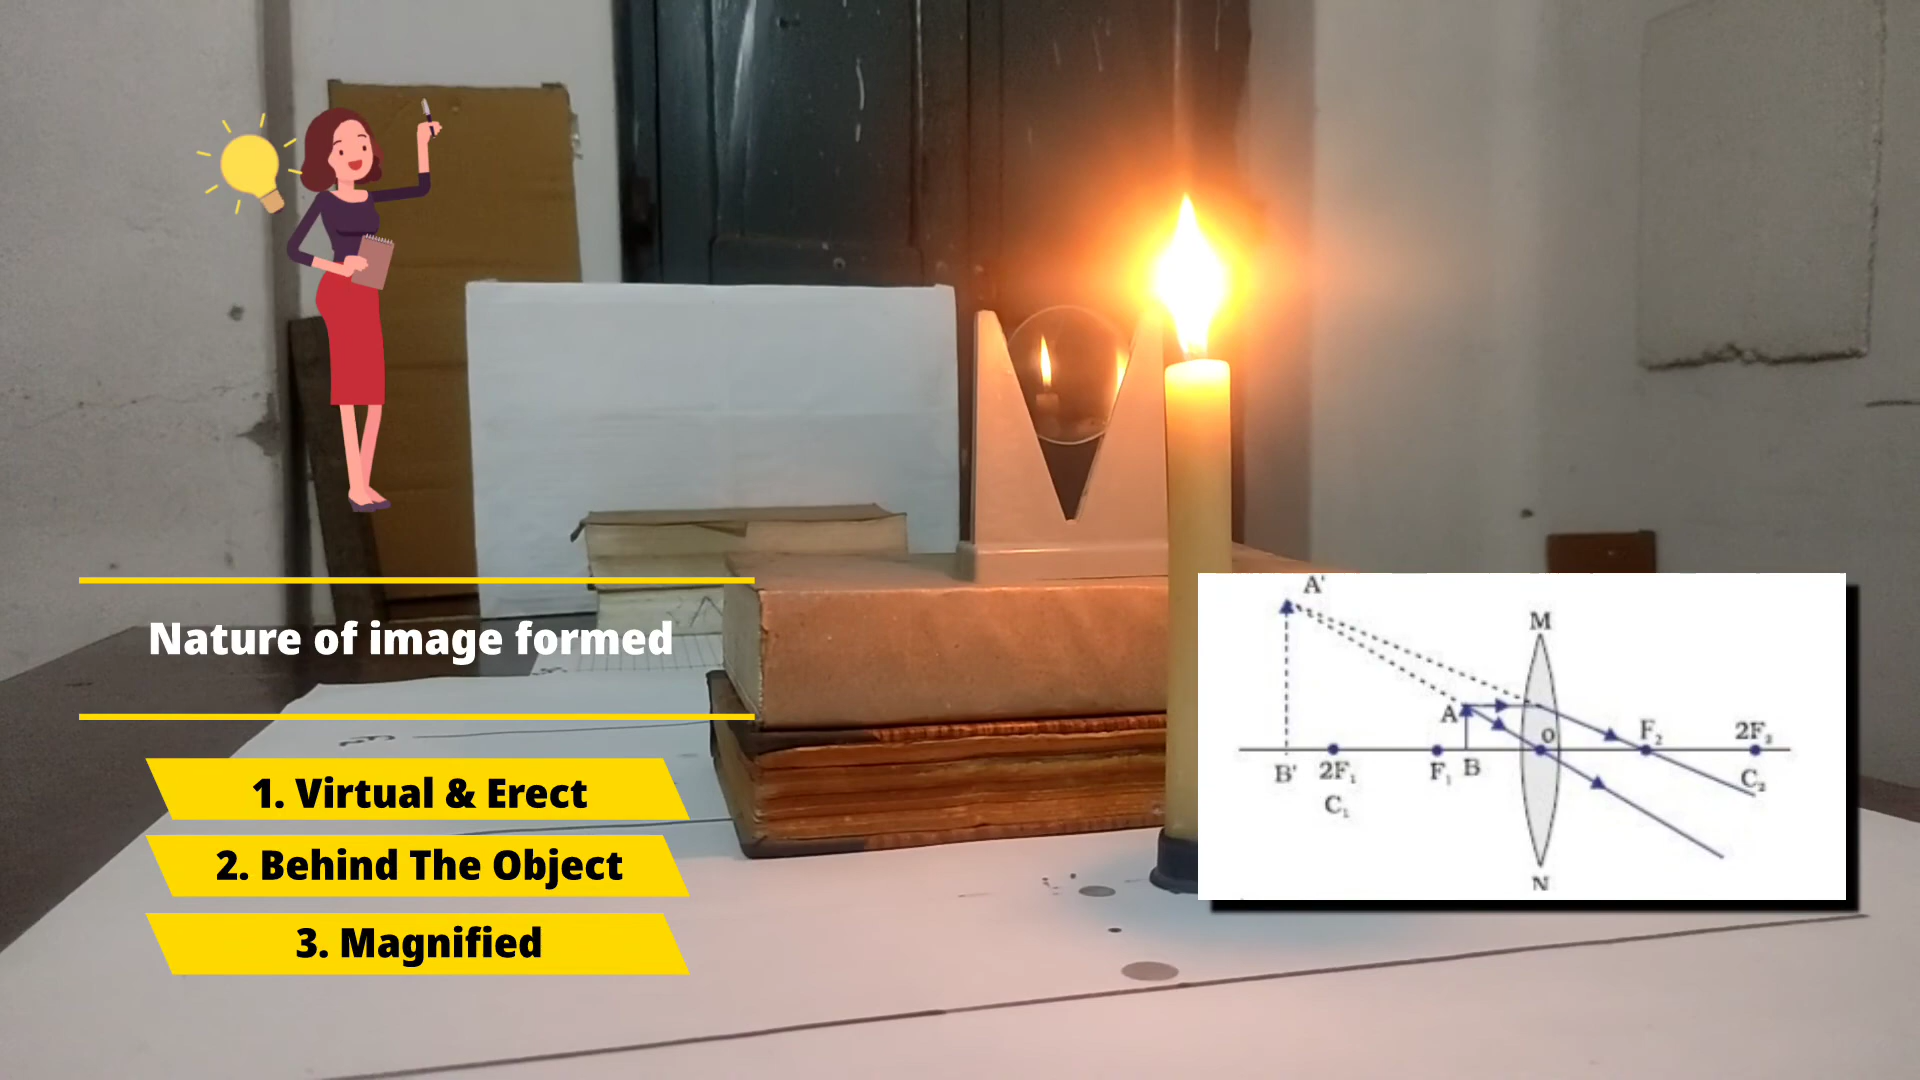 Nature of image formed
1. Virtual & Erect
2. Behind The Object
3. Magnified
A'
M
A
O
F₂
2F₂
B'
2F₁
F₁
B
C₂
C₁
N